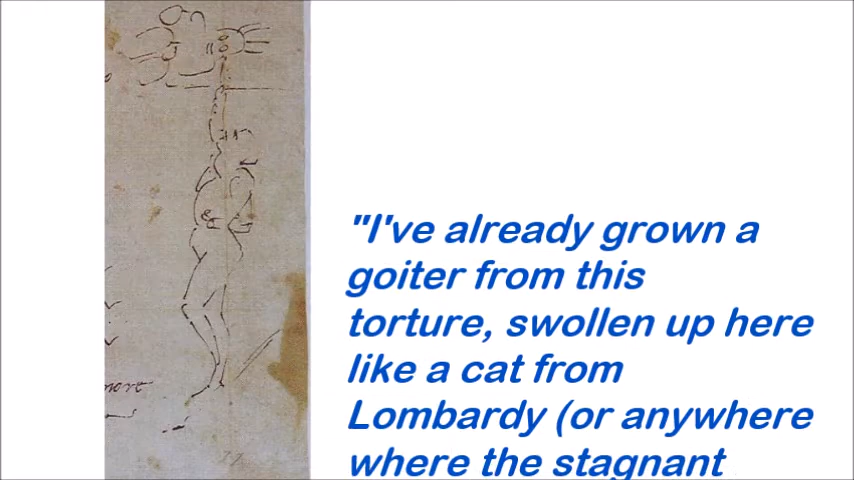 "I've already grown a
goiter from this
torture, swollen up here
like a cat from
Lombardy (or anywhere
where the stagnant